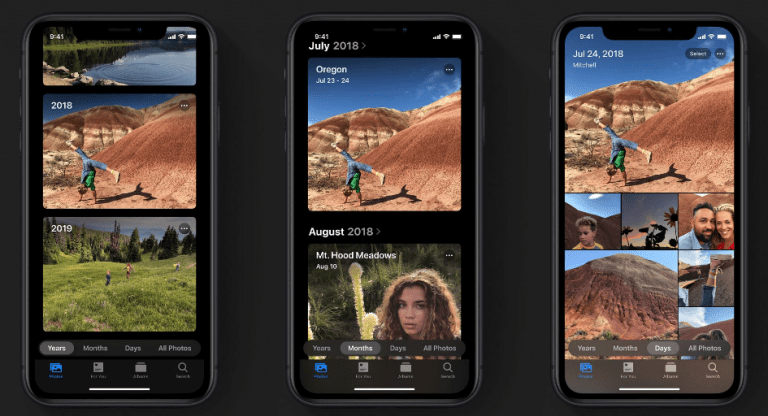 9:41
2018
2019
Years Months Days All Photos
Photos For You Albums Search
9:41
July 2018 >
Oregon
Jul 23 - 24
August 2018 >
Mt. Hood Meadows
Aug 10
Years Months Days All Photos
Photos For You Albums Search
9:41
Jul 24, 2018
Mitchell
Select
Years Months Days All Photos
Photos For You Albums Search